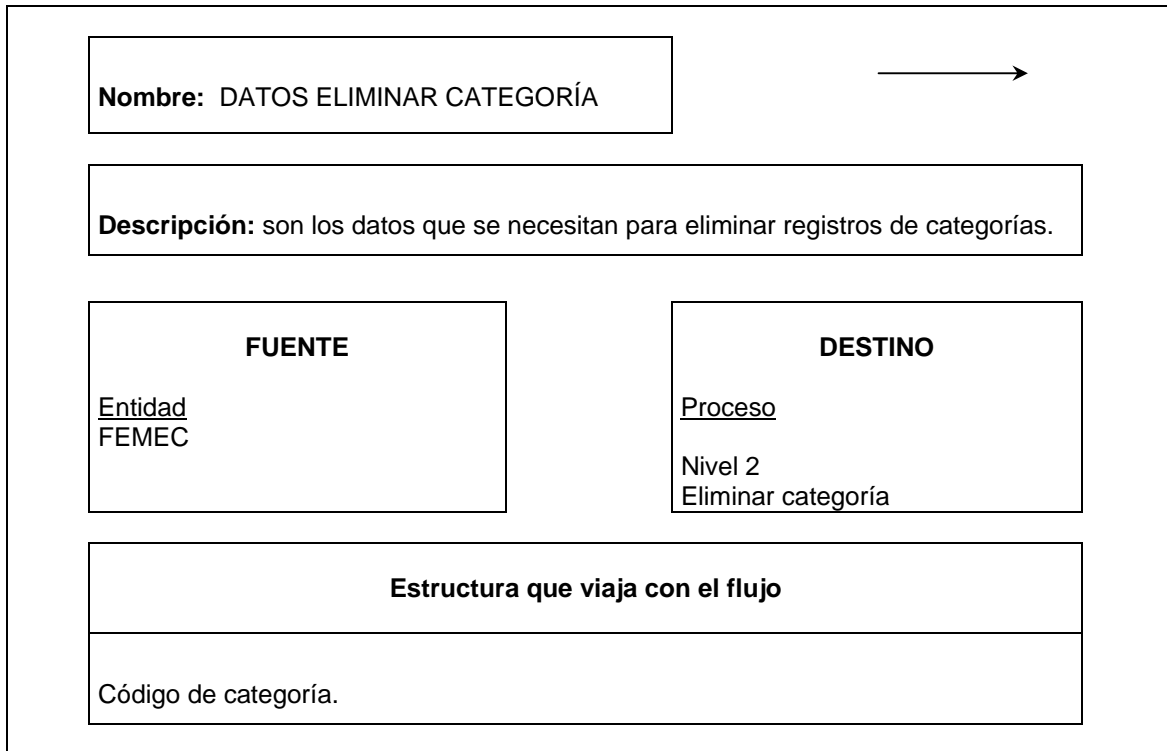 Nombre: DATOS ELIMINAR CATEGORÍA
Descripción: son los datos que se necesitan para eliminar registros de categorías.
FUENTE
Entidad
FEMEC
DESTINO
Proceso
Nivel 2
Eliminar categoría
Estructura que viaja con el flujo
Código de categoría.